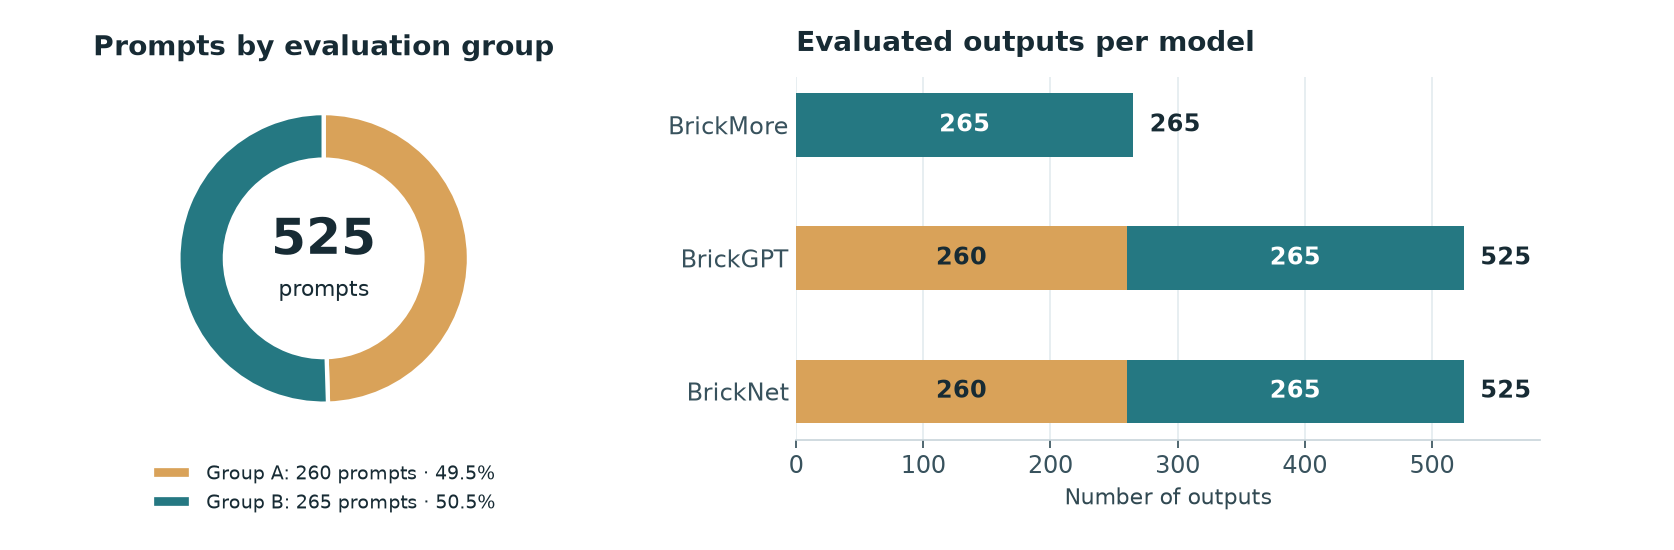 Prompts by evaluation group
525
prompts
Group A: 260 prompts · 49.5%
Group B: 265 prompts · 50.5%
Evaluated outputs per model
BrickMore 265 265
BrickGPT 260 265 525
BrickNet 260 265 525
0 100 200 300 400 500
Number of outputs